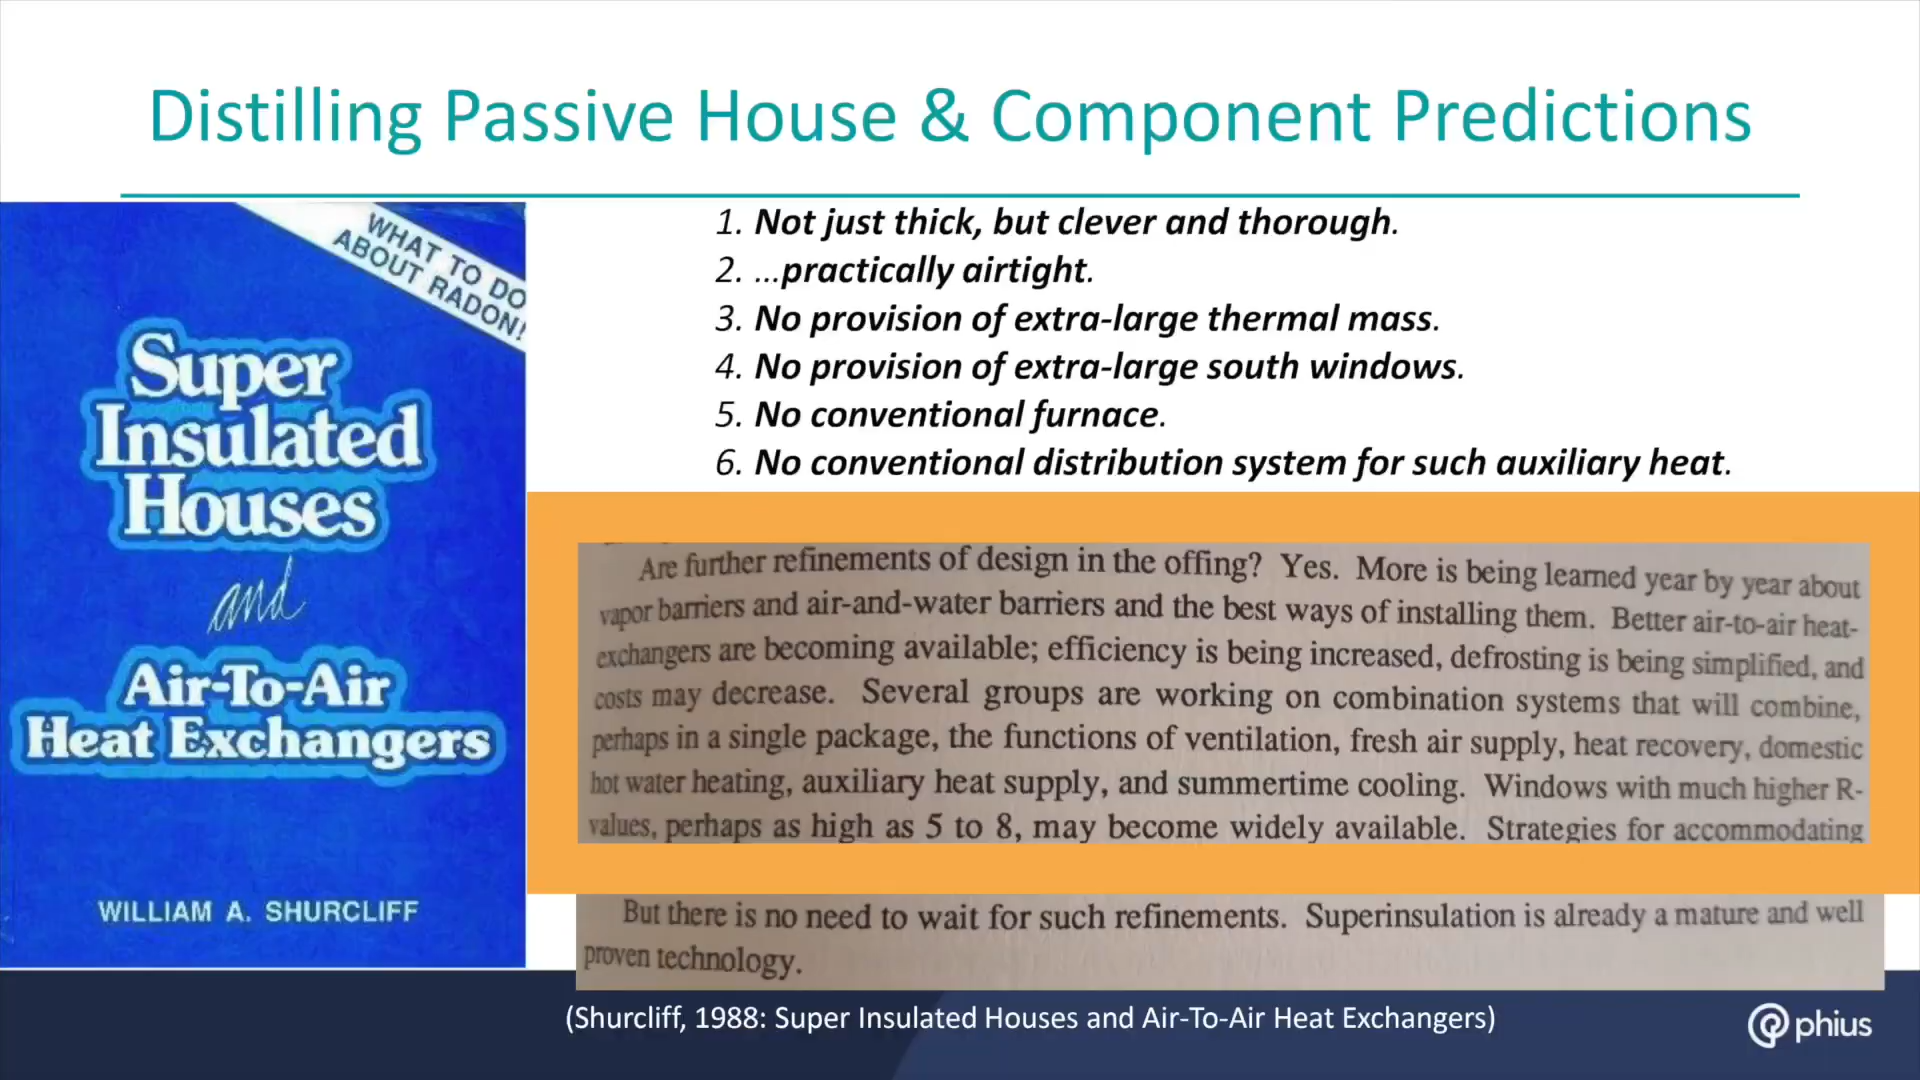 Distilling Passive House & Component Predictions
WHAT TO DO
ABOUT RADON!
Super
Insulated
Houses
and
Air-To-Air
Heat Exchangers
WILLIAM A. SHURCLIFF
1. Not just thick, but clever and thorough.
2. ...practically airtight.
3. No provision of extra-large thermal mass.
4. No provision of extra-large south windows.
5. No conventional furnace.
6. No conventional distribution system for such auxiliary heat.
Are further refinements of design in the offing? Yes. More is being learned year by year about
vapor barriers and air-and-water barriers and the best ways of installing them. Better air-to-air heat-
exchangers are becoming available; efficiency is being increased, defrosting is being simplified, and
costs may decrease. Several groups are working on combination systems that will combine,
perhaps in a single package, the functions of ventilation, fresh air supply, heat recovery, domestic
hot water heating, auxiliary heat supply, and summertime cooling. Windows with much higher R-
values, perhaps as high as 5 to 8, may become widely available. Strategies for accommodating
But there is no need to wait for such refinements. Superinsulation is already a mature and well
proven technology.
(Shurcliff, 1988: Super Insulated Houses and Air-To-Air Heat Exchangers)
phius